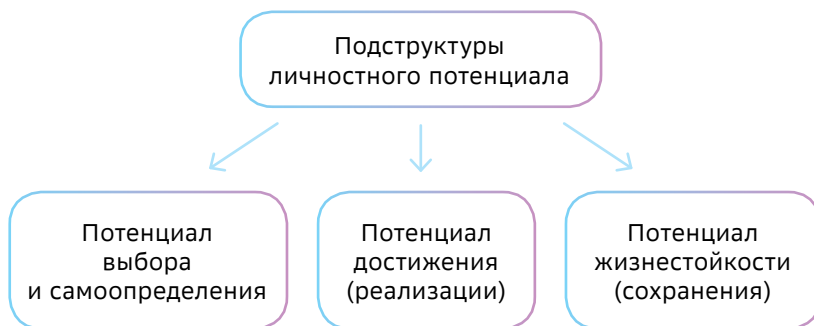 Подструктуры
личностного потенциала
Потенциал
выбора
и самоопределения
Потенциал
достижения
(реализации)
Потенциал
жизнестойкости
(сохранения)